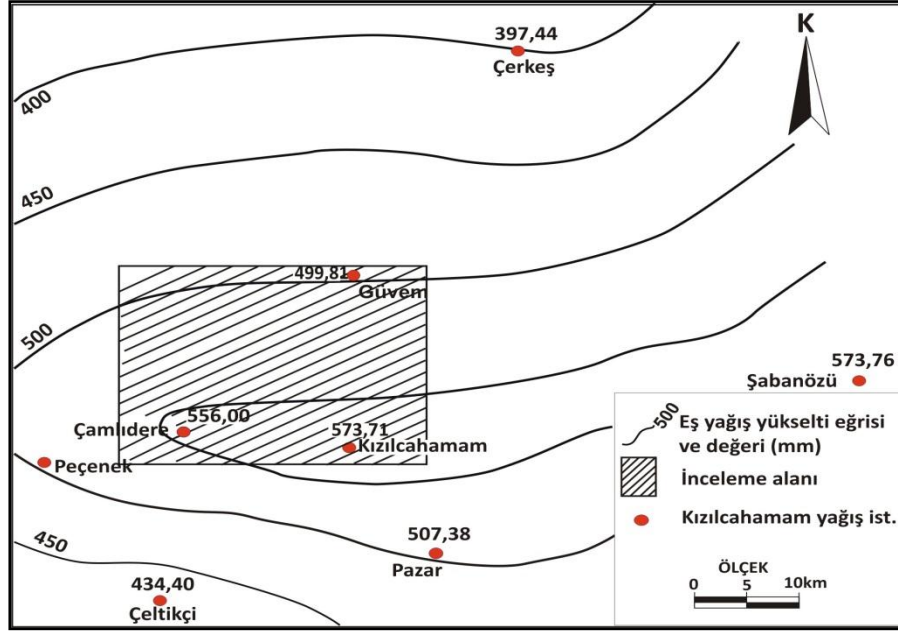 397,44
Çerkeş
K
400
450
499,81
Güvem
500
573,76
Şabanözü
556,00
Çamlıdere
573,71
Kızılcahamam
Peçenek
507,38
Pazar
450
434,40
Çeltikçi
500
Eş yağış yükselti eğrisi
ve değeri (mm)
İnceleme alanı
Kızılcahamam yağış ist.
ÖLÇEK
0 5 10km